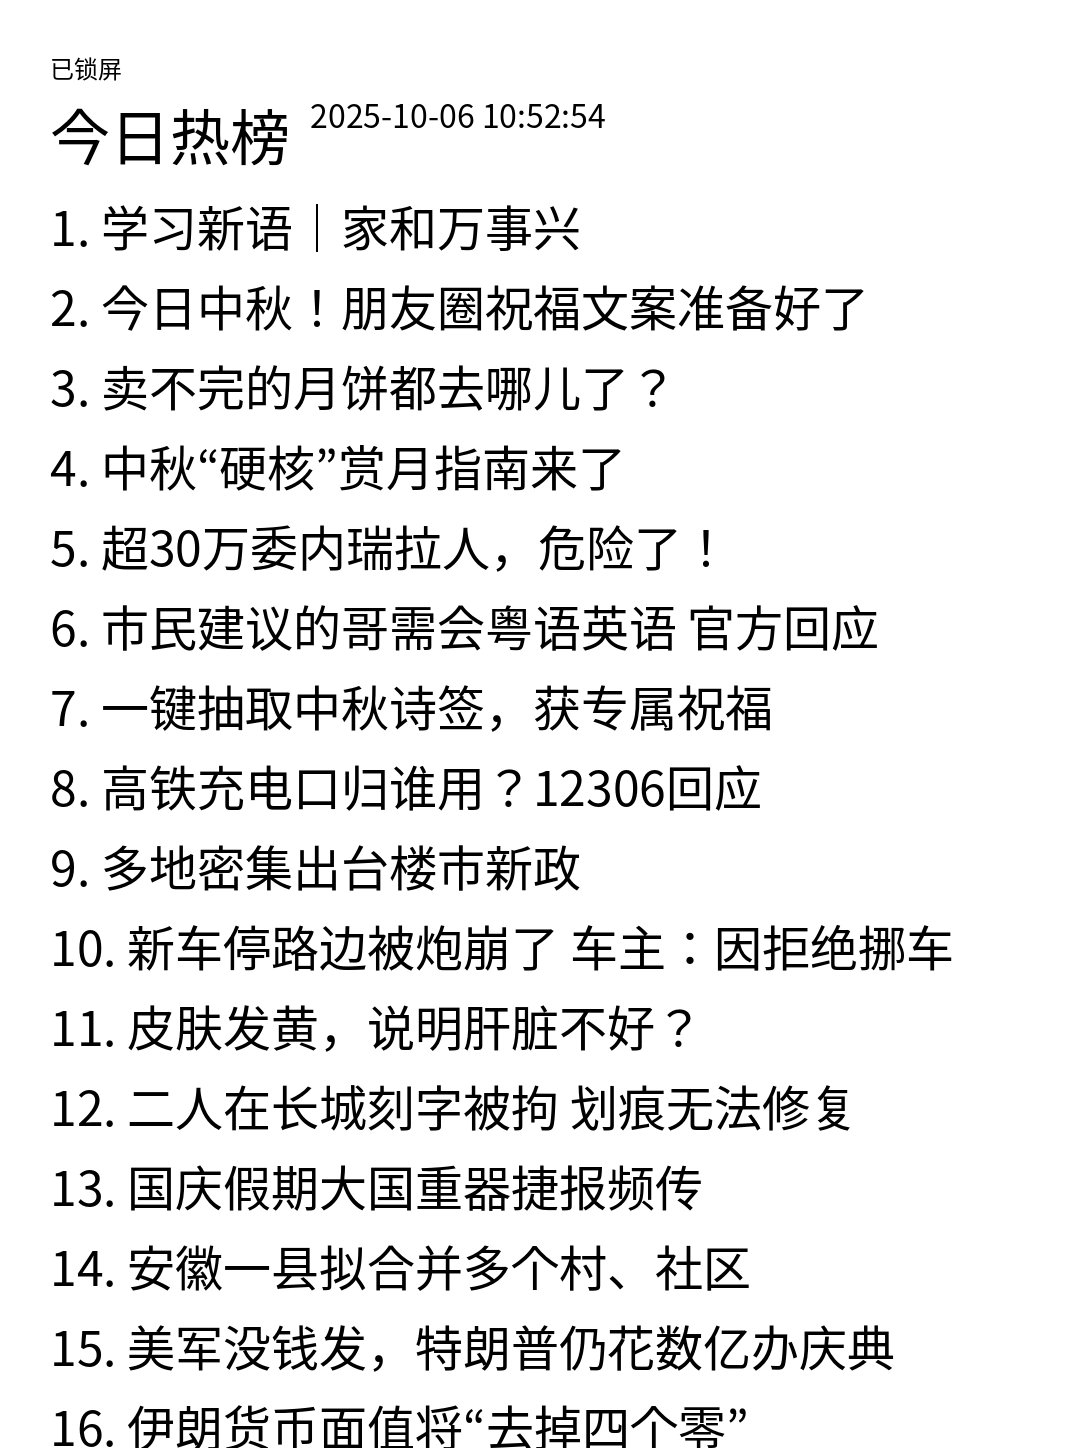 已锁屏
今日热榜 2025-10-06 10:52:54
1. 学习新语｜家和万事兴
2. 今日中秋！朋友圈祝福文案准备好了
3. 卖不完的月饼都去哪儿了？
4. 中秋“硬核”赏月指南来了
5. 超30万委内瑞拉人，危险了！
6. 市民建议的哥需会粤语英语 官方回应
7. 一键抽取中秋诗签，获专属祝福
8. 高铁充电口归谁用？12306回应
9. 多地密集出台楼市新政
10. 新车停路边被炮崩了 车主：因拒绝挪车
11. 皮肤发黄，说明肝脏不好？
12. 二人在长城刻字被拘 划痕无法修复
13. 国庆假期大国重器捷报频传
14. 安徽一县拟合并多个村、社区
15. 美军没钱发，特朗普仍花数亿办庆典
16. 伊朗货币面值将“去掉四个零”